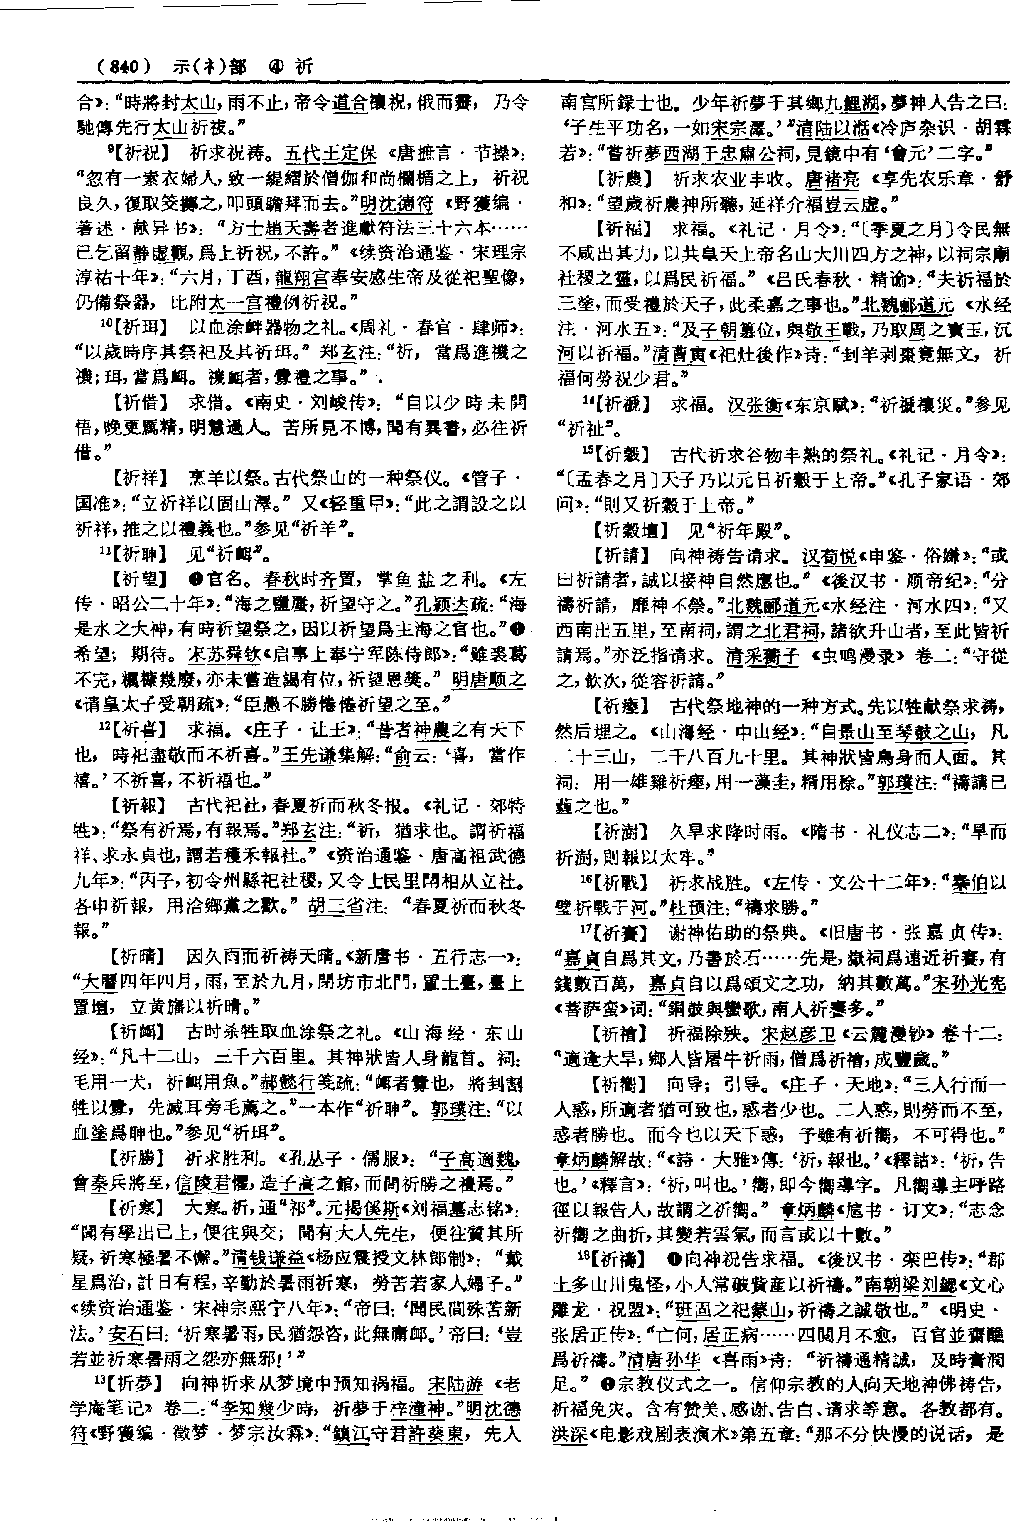 (840) 示(礻)部 ④ 祈
合》:“時將封太山,雨不止,帝令道合禳祝,俄而霽, 乃令
馳傳先行太山祈祓。”
⁹【祈祝】 祈求祝祷。五代王定保《唐摭言·节操》:
“忽有一素衣婦人,致一緹緍於僧伽和尚欄楯之上, 祈祝
良久,復取筊擲之,叩頭瞻拜而去。”明沈德符《野獲编·
著述·献异书》: “方士趙天壽者進獻符法三十六本……
已乞留静虚觀,爲上祈祝,不許。”《续资治通鉴·宋理宗
淳祐十年》:“六月,丁酉,龍翔宫奉安感生帝及從祀聖像,
仍備祭器, 比附太一宫禮例祈祝。”
¹⁰【祈珥】 以血涂衅器物之礼。《周礼·春官·肆师》:
“以歲時序其祭祀及其祈珥。”郑玄注:“祈, 當爲進禨之
禨;珥,當爲衈。禨衈者,釁禮之事。”
【祈借】 求借。《南史·刘峻传》: “自以少時未開
悟,晚更厲精,明慧過人。苦所見不博,聞有異書,必往祈
借。”
【祈祥】 烹羊以祭。古代祭山的一种祭仪。《管子·
国准》:“立祈祥以固山澤。”又《轻重甲》:“此之謂設之以
祈祥,推之以禮義也。”参见“祈羊”。
¹¹【祈聏】 见“祈衈”。
【祈望】 ❶官名。春秋时齐置, 掌鱼盐之利。《左
传·昭公二十年》:“海之鹽蜃,祈望守之。”孔颖达疏:“海
是水之大神,有時祈望祭之,因以祈望爲主海之官也。”❷
希望; 期待。宋苏舜钦《启事上奉宁军陈侍郎》:“雖裘葛
不完,糲糠幾廢,亦未嘗造謁有位,祈望恩獎。”明唐顺之
《请皇太子受朝疏》:“臣愚不勝惓惓祈望之至。”
¹²【祈喜】 求福。《庄子·让王》:“昔者神農之有天下
也, 時祀盡敬而不祈喜。”王先谦集解:“俞云:‘喜, 當作
禧。’不祈喜,不祈福也。”
【祈報】 古代祀社,春夏祈而秋冬报。《礼记·郊特
牲》:“祭有祈焉,有報焉。”郑玄注:“祈, 猶求也。謂祈福
祥、求永貞也,謂若穫禾報社。”《资治通鉴·唐高祖武德
九年》:“丙子,初令州縣祀社稷,又令士民里閈相从立社。
各申祈報, 用洽鄉黨之歡。”胡三省注: “春夏祈而秋冬
報。”
【祈晴】 因久雨而祈祷天晴。《新唐书·五行志一》:
“大曆四年四月,雨,至於九月,閉坊市北門,置土臺,臺上
置壇, 立黄旛以祈晴。”
【祈衈】 古时杀牲取血涂祭之礼。《山海经·东山
经》:“凡十二山, 三千六百里。其神狀皆人身龍首。祠:
毛用一犬, 祈衈用魚。”郝懿行笺疏:“衈者釁也, 將刲割
牲以釁, 先滅耳旁毛薦之。”一本作“祈聏”。郭璞注:“以
血塗爲聏也。”参见“祈珥”。
【祈勝】 祈求胜利。《孔丛子·儒服》: “子高適魏,
會秦兵將至,信陵君懼,造子高之館,而問祈勝之禮焉。”
【祈寒】 大寒。祈,通“祁”。元揭傒斯《刘福墓志铭》:
“聞有學出己上,便往與交; 聞有大人先生, 便往質其所
疑,祈寒極暑不懈。”清钱谦益《杨应震授文林郎制》: “戴
星爲治,計日有程,辛勤於暑雨祈寒, 勞苦若家人婦子。”
《续资治通鉴·宋神宗熙宁八年》:“帝曰:‘聞民間殊苦新
法。’安石曰:‘祈寒暑雨,民猶怨咨,此無庸卹。’帝曰:‘豈
若並祈寒暑雨之怨亦無邪!’”
¹³【祈夢】 向神祈求从梦境中预知祸福。宋陆游《老
学庵笔记》卷二:“李知幾少時, 祈夢于梓潼神。”明沈德
符《野獲编·徵梦·梦宗汝霖》:“鎮江守君許葵東, 先人
南宫所録士也。少年祈夢于其鄉九鯉湖,夢神人告之曰:
‘子生平功名,一如宋宗澤。’”清陆以湉《冷庐杂识·胡霖
若》:“嘗祈夢西湖于忠肅公祠,見鏡中有‘會元’二字。”
【祈農】 祈求农业丰收。唐褚亮《享先农乐章·舒
和》:“望歲祈農神所聽,延祥介福豈云虚。”
【祈福】 求福。《礼记·月令》:“〔季夏之月〕令民無
不咸出其力,以共皇天上帝名山大川四方之神,以祠宗廟
社稷之靈,以爲民祈福。”《吕氏春秋·精谕》:“夫祈福於
三塗,而受禮於天子,此柔嘉之事也。”北魏郦道元《水经
注·河水五》:“及子朝篡位,與敬王戰,乃取周之寳玉,沉
河以祈福。”清曹寅《祀灶後作》诗:“刲羊剥棗竟無文, 祈
福何勞祝少君。”
¹⁴【祈禠】 求福。汉张衡《东京赋》:“祈禠禳災。”参见
“祈祉”。
¹⁵【祈穀】 古代祈求谷物丰熟的祭礼。《礼记·月令》:
“〔孟春之月〕天子乃以元日祈穀于上帝。”《孔子家语·郊
问》:“則又祈穀于上帝。”
【祈穀壇】 见“祈年殿”。
【祈請】 向神祷告请求。汉荀悦《申鉴·俗嫌》:“或
曰祈請者,誠以接神自然應也。”《後汉书·顺帝纪》:“分
禱祈請, 靡神不禜。”北魏郦道元《水经注·河水四》:“又
西南出五里,至南祠,謂之北君祠,諸欲升山者,至此皆祈
請焉。”亦泛指请求。清采蘅子《虫鸣漫录》卷二:“守從
之,飲次,從容祈請。”
【祈瘞】 古代祭地神的一种方式。先以牲献祭求祷,
然后埋之。《山海经·中山经》:“自景山至琴鼓之山, 凡
二十三山, 二千八百九十里。其神狀皆鳥身而人面。其
祠: 用一雄雞祈瘞,用一藻圭,糈用稌。”郭璞注:“禱請已
薶之也。”
【祈澍】 久旱求降时雨。《隋书·礼仪志二》:“旱而
祈澍,則報以太牢。”
¹⁶【祈戰】 祈求战胜。《左传·文公十二年》:“秦伯以
璧祈戰于河。”杜预注:“禱求勝。”
¹⁷【祈賽】 谢神佑助的祭典。《旧唐书·张嘉贞传》:
“嘉貞自爲其文,乃書於石……先是,嶽祠爲遠近祈賽,有
錢數百萬, 嘉貞自以爲頌文之功, 納其數萬。”宋孙光宪
《菩萨蛮》词:“銅鼓與蠻歌,南人祈賽多。”
【祈禬】 祈福除殃。宋赵彦卫《云麓漫钞》卷十二:
“適逢大旱,鄉人皆屠牛祈雨,僧爲祈禬,成豐歲。”
【祈嚮】 向导; 引导。《庄子·天地》:“三人行而一
人惑,所適者猶可致也,惑者少也。二人惑,則勞而不至,
惑者勝也。而今也以天下惑, 予雖有祈嚮, 不可得也。”
章炳麟解故:“《詩·大雅》傳:‘祈,報也。’《釋詁》:‘祈,告
也。’《釋言》:‘祈,叫也。’嚮,即今嚮導字。凡嚮導主呼路
徑以報告人,故謂之祈嚮。”章炳麟《訄书·订文》:“志念
祈嚮之曲折,其變若雲氣,而言或以十數。”
¹⁸【祈禱】 ❶向神祝告求福。《後汉书·栾巴传》:“郡
土多山川鬼怪,小人常破貲産以祈禱。”南朝梁刘勰《文心
雕龙·祝盟》:“班固之祀濛山,祈禱之誠敬也。”《明史·
张居正传》:“亡何,居正病……四閲月不愈, 百官並齋醮
爲祈禱。”清唐孙华《喜雨》诗: “祈禱通精誠, 及時膏潤
足。”❷宗教仪式之一。信仰宗教的人向天地神佛祷告,
祈福免灾。含有赞美、感谢、告白、请求等意。各教都有。
洪深《电影戏剧表演术》第五章:“那不分快慢的说话, 是